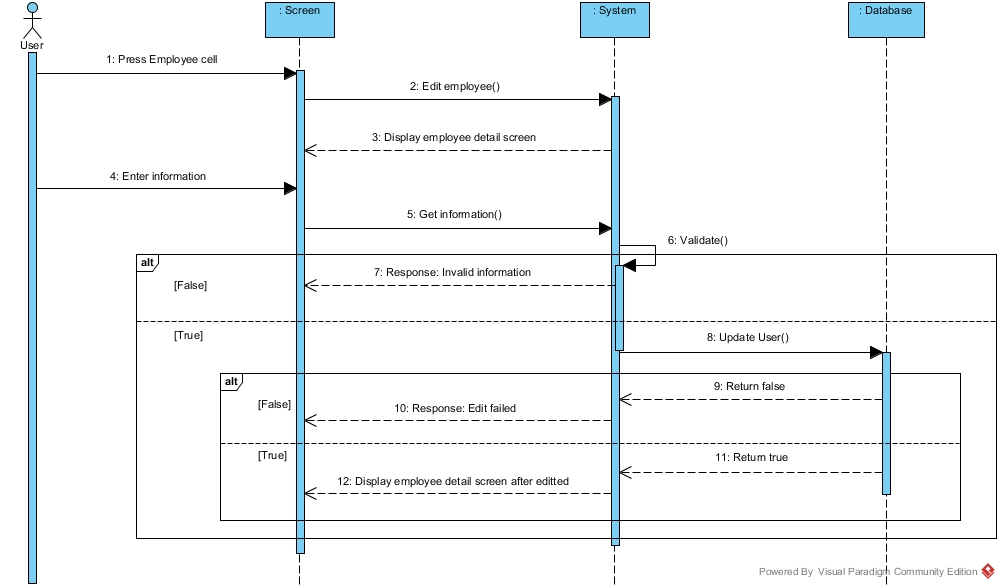 : Screen
: System
: Database
User
1: Press Employee cell
2: Edit employee()
3: Display employee detail screen
4: Enter information
5: Get information()
6: Validate()
alt
7: Response: Invalid information
[False]
[True]
8: Update User()
alt
9: Return false
[False]
10: Response: Edit failed
[True]
11: Return true
12: Display employee detail screen after editted
Powered By Visual Paradigm Community Edition